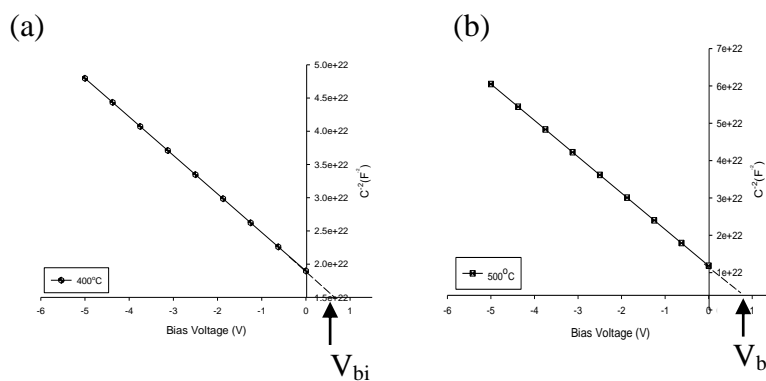 (a)
5.0e+22
4.5e+22
4.0e+22
3.5e+22
3.0e+22
2.5e+22
2.0e+22
1.5e+22
C⁻²(F⁻²)
400°C
-6 -5 -4 -3 -2 -1 0 1
Bias Voltage (V)
V bi
(b)
7e+22
6e+22
5e+22
4e+22
3e+22
2e+22
1e+22
C⁻²(F⁻²)
500°C
-6 -5 -4 -3 -2 -1 0 1
Bias Voltage (V)
V b